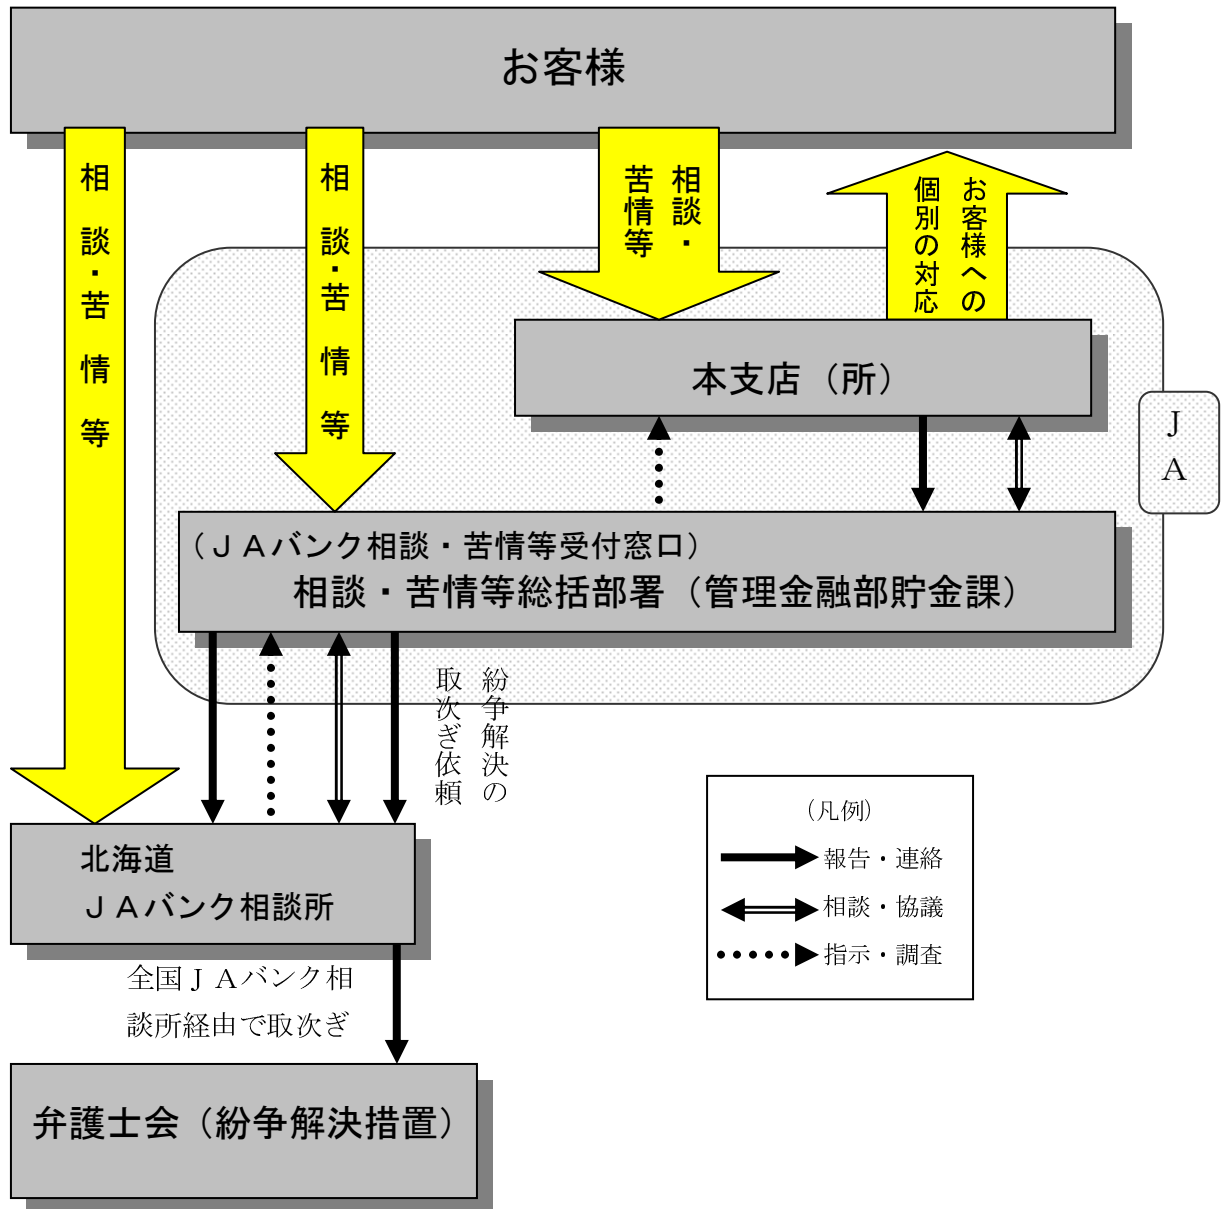 お客様
相談・苦情等
相談・苦情等
相談・
苦情等
お客様への
個別の対応
本支店（所）
ＪＡ
（ＪＡバンク相談・苦情等受付窓口）
相談・苦情等総括部署（管理金融部貯金課）
紛争解決の
取次ぎ依頼
（凡例）
報告・連絡
相談・協議
指示・調査
北海道
ＪＡバンク相談所
全国ＪＡバンク相
談所経由で取次ぎ
弁護士会（紛争解決措置）